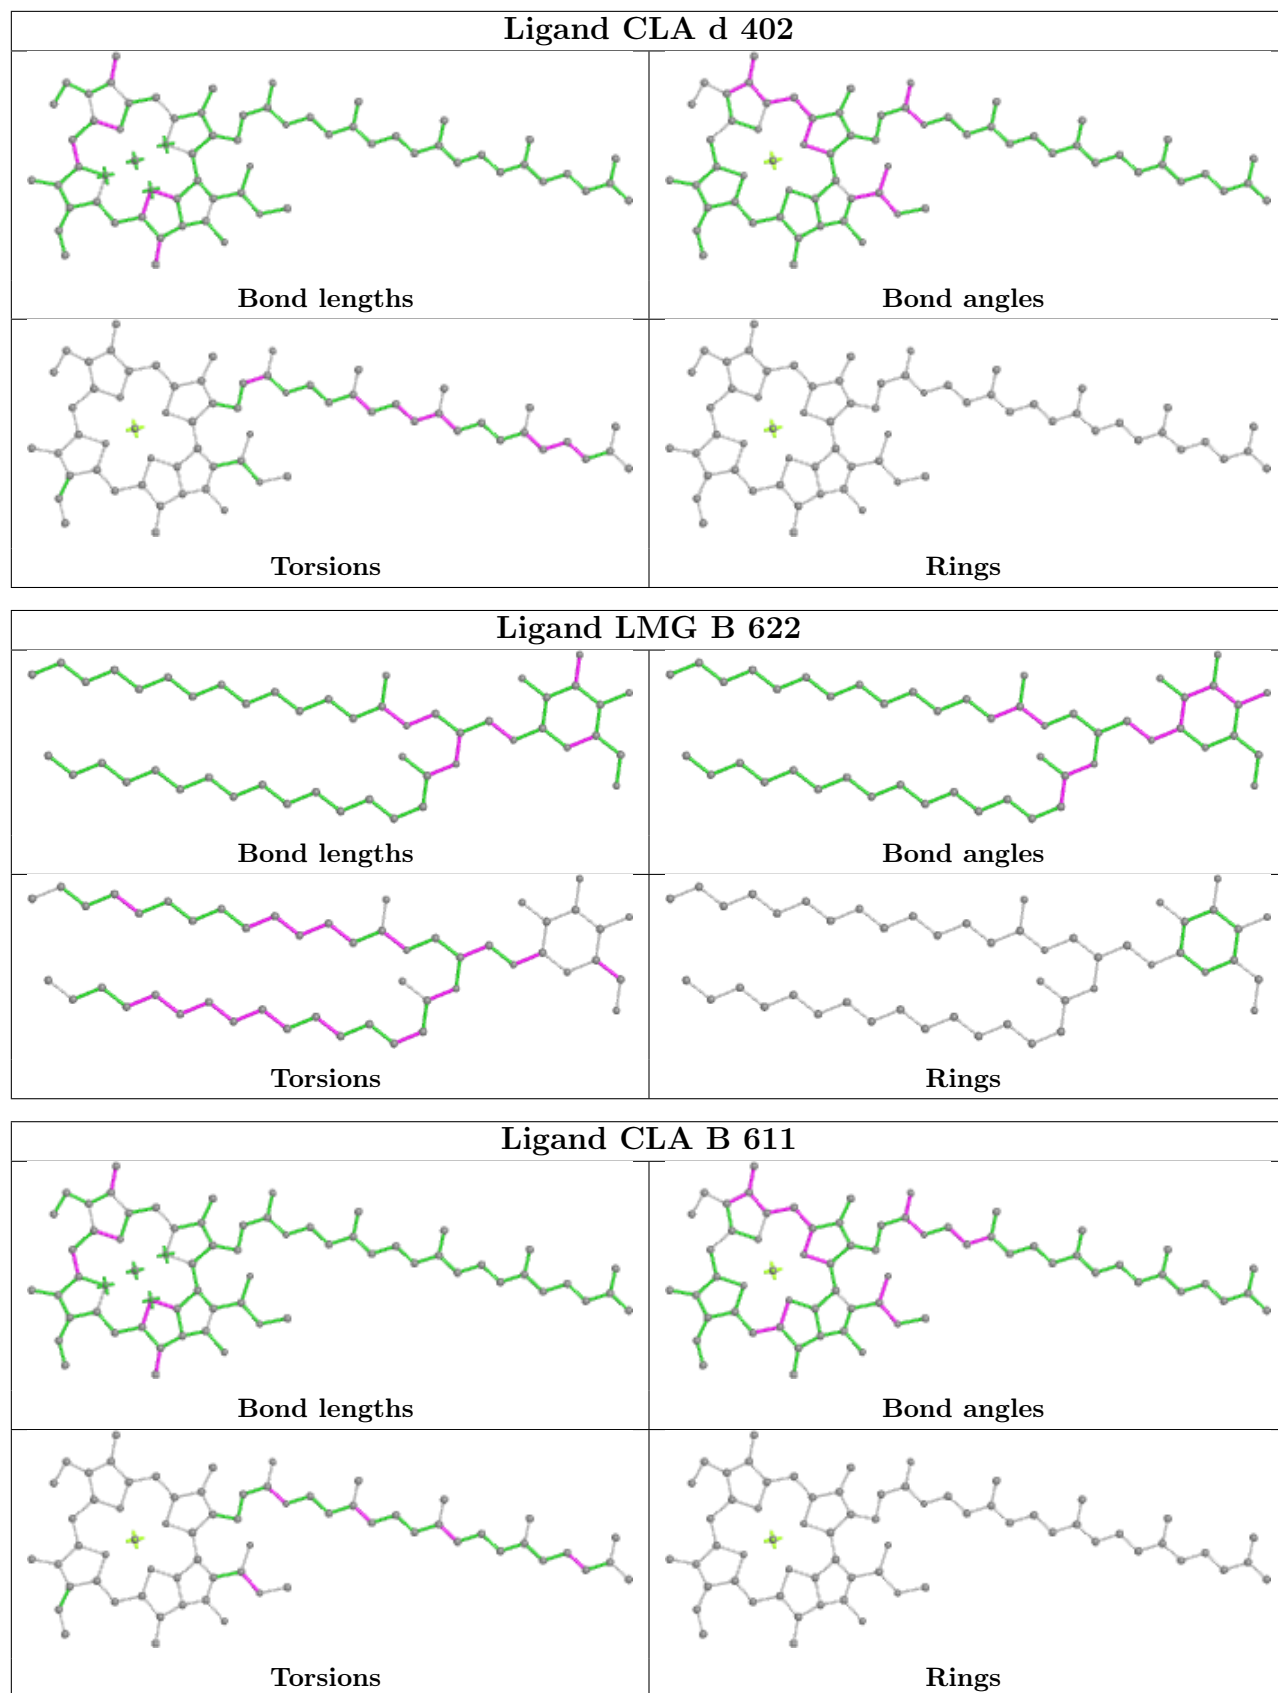 Ligand CLA d 402
Bond lengths
Bond angles
Torsions
Rings
Ligand LMG B 622
Bond lengths
Bond angles
Torsions
Rings
Ligand CLA B 611
Bond lengths
Bond angles
Torsions
Rings